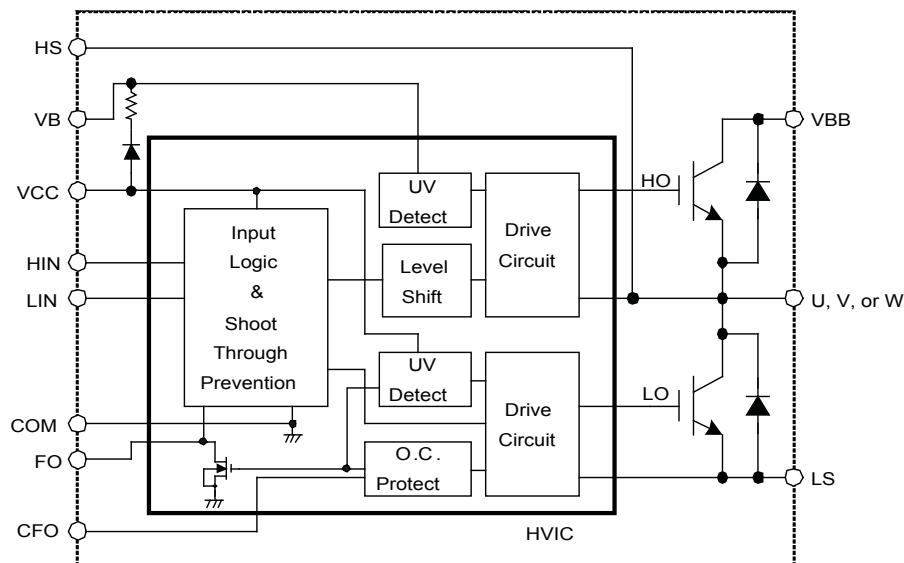 HS
VB
VCC
HIN
LIN
COM
FO
CFO
Input
Logic
&
Shoot
Through
Prevention
UV
Detect
Level
Shift
Drive
Circuit
UV
Detect
O.C.
Protect
Drive
Circuit
HVIC
HO
LO
VBB
U, V, or W
LS